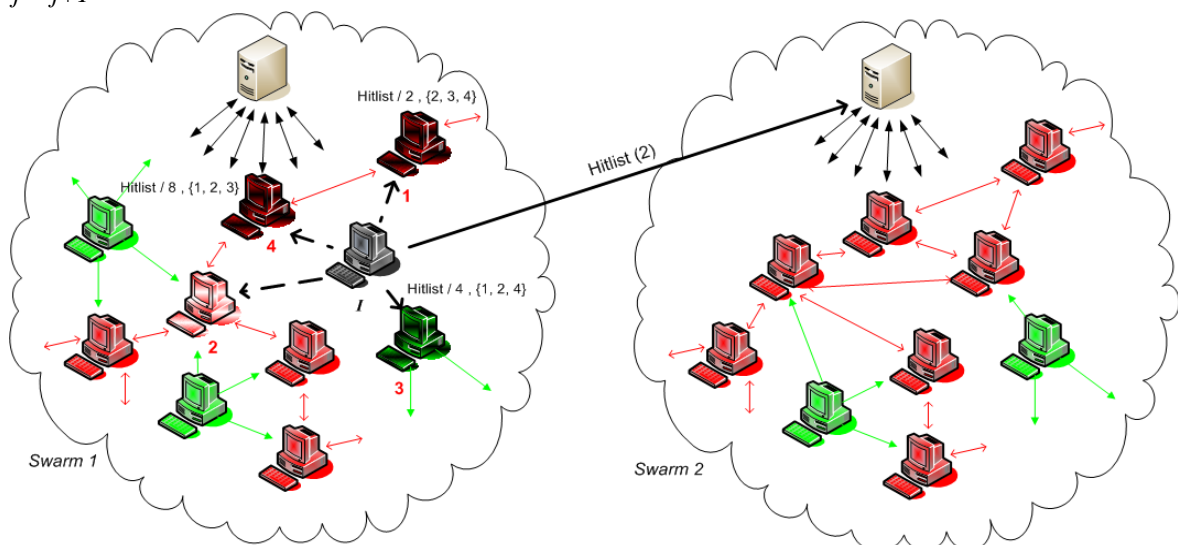 Hitlist / 2 , {2, 3, 4}
Hitlist (2)
Hitlist / 8 , {1, 2, 3}
1
4
Hitlist / 4 , {1, 2, 4}
I
2
3
Swarm 1
Swarm 2